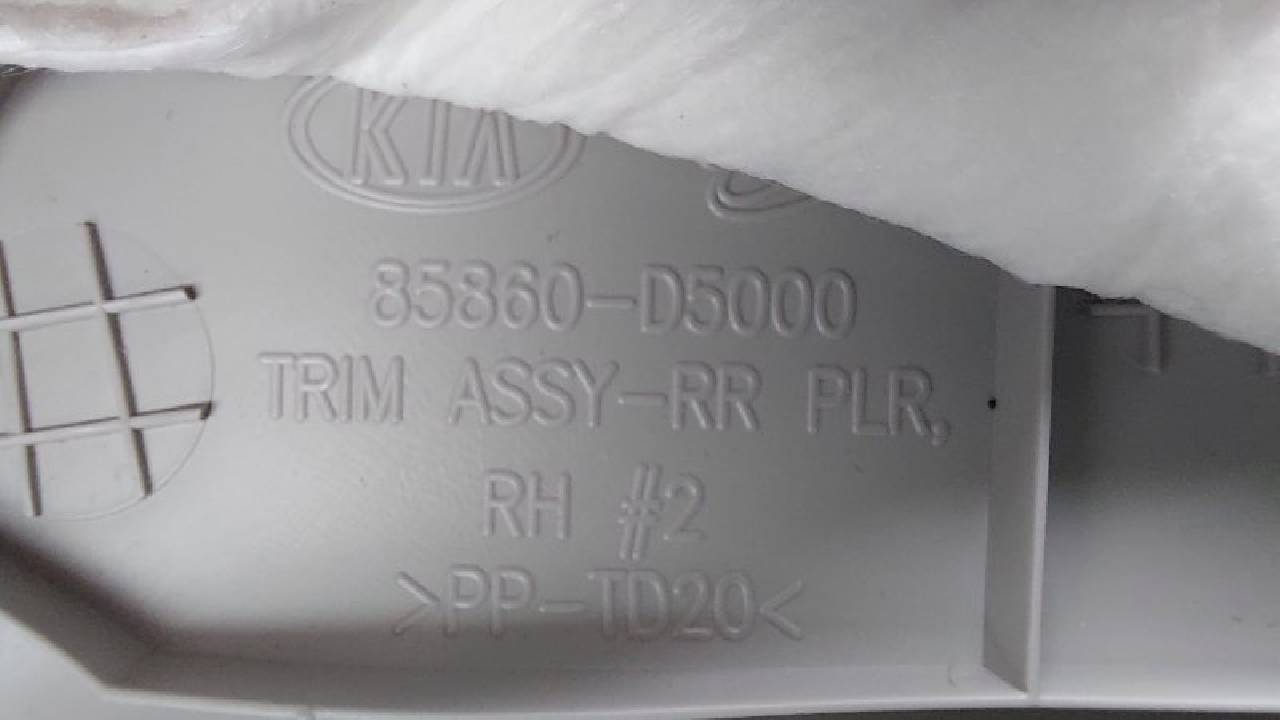 KIA
85860-D5000
TRIM ASSY-RR PLR,
RH #2
>PP-TD20<